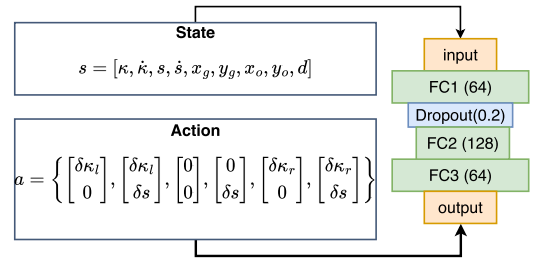 State
s = [κ, κ̇, s, ṡ, x_g, y_g, x_o, y_o, d]
Action
a = { [δκ_l 0], [δκ_l δs], [0 0], [0 δs], [δκ_r 0], [δκ_r δs] }
input
FC1 (64)
Dropout(0.2)
FC2 (128)
FC3 (64)
output